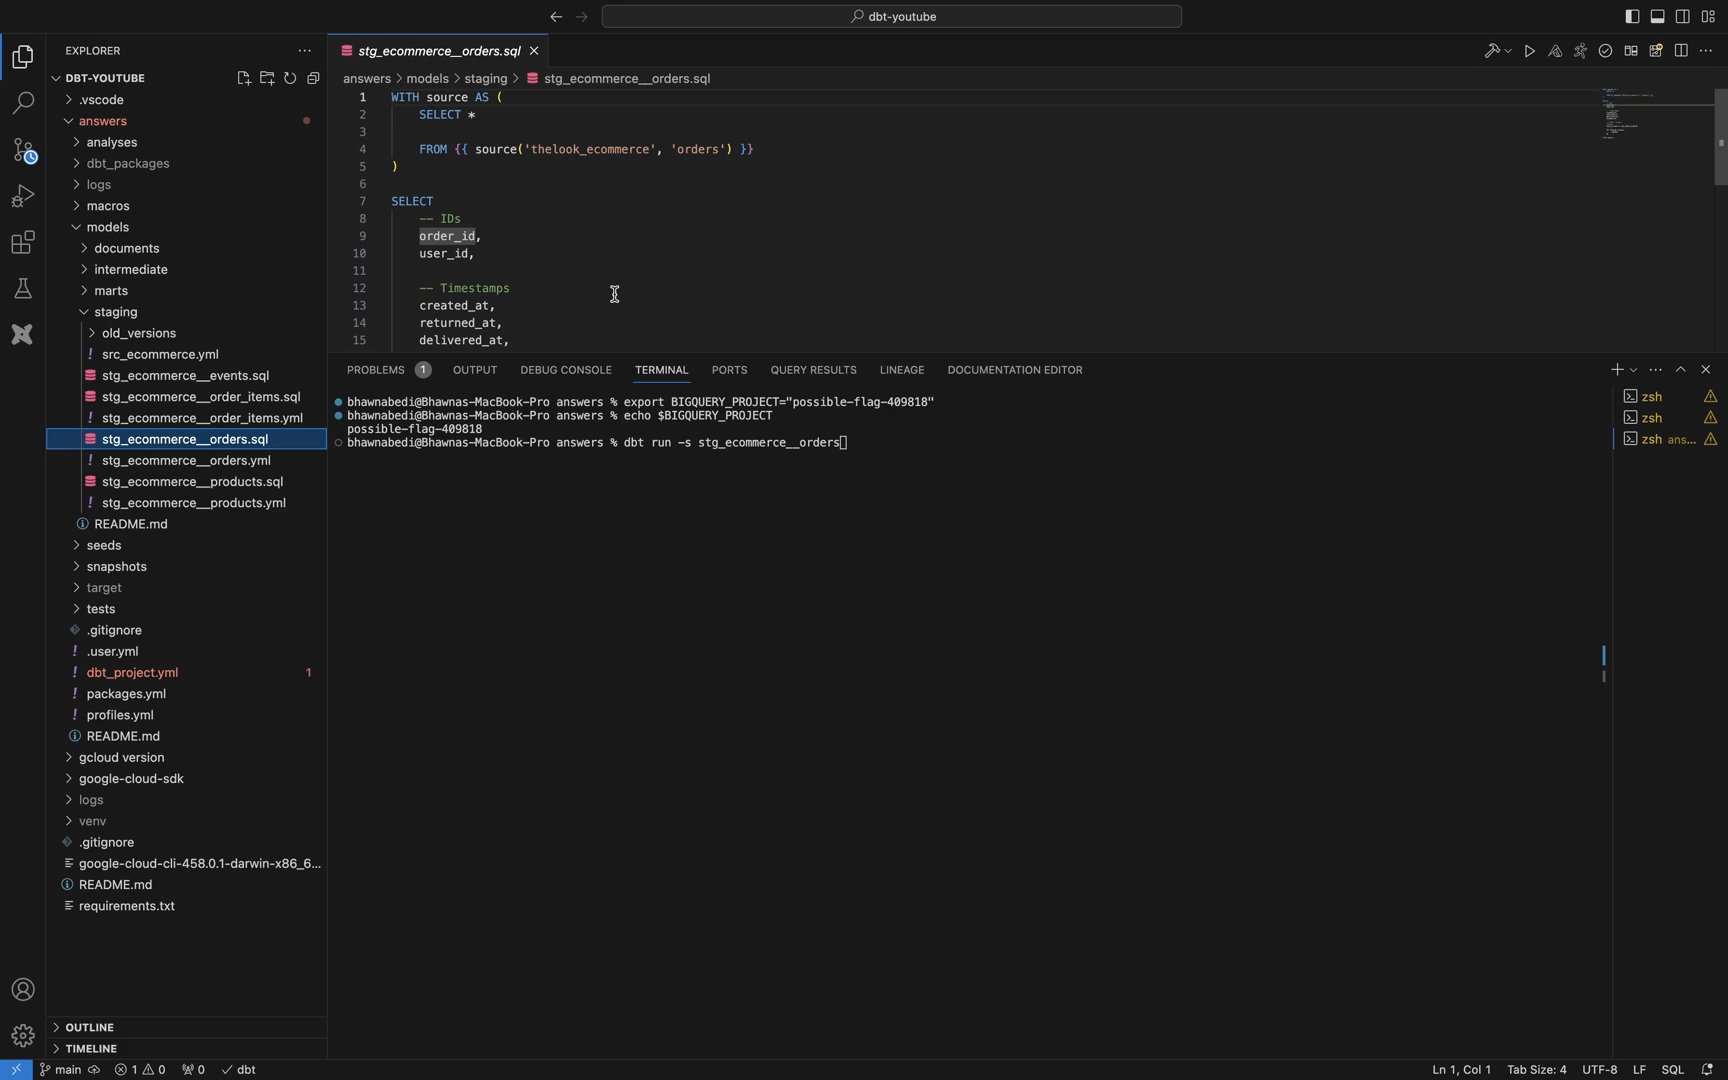 dbt-youtube
EXPLORER
DBT-YOUTUBE
.vscode
answers
analyses
dbt_packages
logs
macros
models
documents
intermediate
marts
staging
old_versions
src_ecommerce.yml
stg_ecommerce__events.sql
stg_ecommerce__order_items.sql
stg_ecommerce__order_items.yml
stg_ecommerce__orders.sql
stg_ecommerce__orders.yml
stg_ecommerce__products.sql
stg_ecommerce__products.yml
README.md
seeds
snapshots
target
tests
.gitignore
.user.yml
dbt_project.yml 1
packages.yml
profiles.yml
README.md
gcloud version
google-cloud-sdk
logs
venv
.gitignore
google-cloud-cli-458.0.1-darwin-x86_6...
README.md
requirements.txt
OUTLINE
TIMELINE
stg_ecommerce__orders.sql
answers > models > staging > stg_ecommerce__orders.sql
1 WITH source AS (
2 SELECT *
3
4 FROM {{ source('thelook_ecommerce', 'orders') }}
5 )
6
7 SELECT
8 -- IDs
9 order_id,
10 user_id,
11
12 -- Timestamps
13 created_at,
14 returned_at,
15 delivered_at,
PROBLEMS 1 OUTPUT DEBUG CONSOLE TERMINAL PORTS QUERY RESULTS LINEAGE DOCUMENTATION EDITOR
bhawnabedi@Bhawnas-MacBook-Pro answers % export BIGQUERY_PROJECT="possible-flag-409818"
bhawnabedi@Bhawnas-MacBook-Pro answers % echo $BIGQUERY_PROJECT
possible-flag-409818
bhawnabedi@Bhawnas-MacBook-Pro answers % dbt run -s stg_ecommerce__orders
zsh
zsh
zsh ans...
main 1 0 0 dbt Ln 1, Col 1 Tab Size: 4 UTF-8 LF SQL